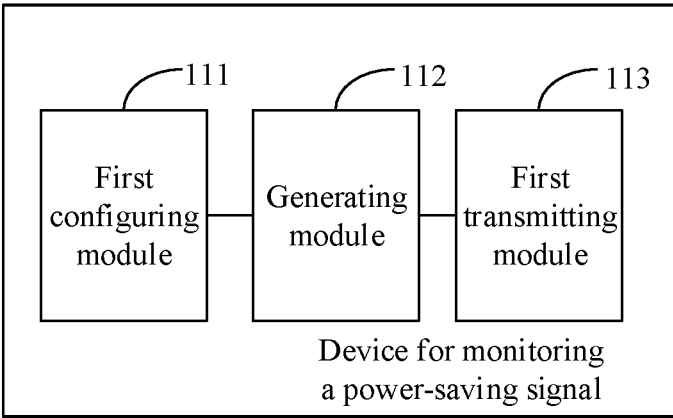 111
112
113
First
configuring
module
Generating
module
First
transmitting
module
Device for monitoring
a power-saving signal